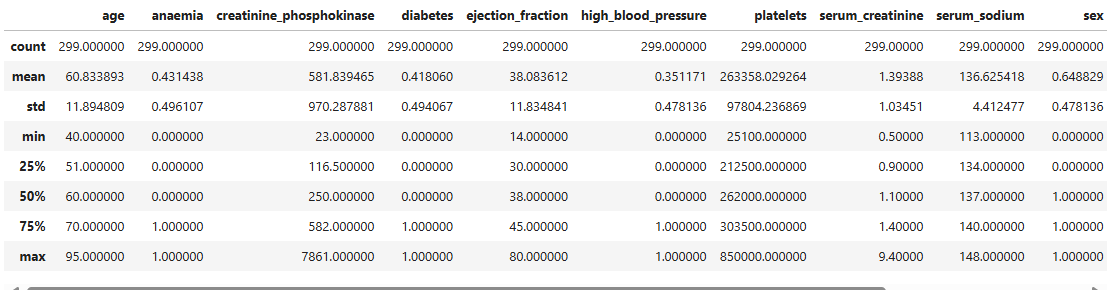 age anaemia creatinine_phosphokinase diabetes ejection_fraction high_blood_pressure platelets serum_creatinine serum_sodium sex
count 299.000000 299.000000 299.000000 299.000000 299.000000 299.000000 299.000000 299.00000 299.000000 299.000000
mean 60.833893 0.431438 581.839465 0.418060 38.083612 0.351171 263358.029264 1.39388 136.625418 0.648829
std 11.894809 0.496107 970.287881 0.494067 11.834841 0.478136 97804.236869 1.03451 4.412477 0.478136
min 40.000000 0.000000 23.000000 0.000000 14.000000 0.000000 25100.000000 0.50000 113.000000 0.000000
25% 51.000000 0.000000 116.500000 0.000000 30.000000 0.000000 212500.000000 0.90000 134.000000 0.000000
50% 60.000000 0.000000 250.000000 0.000000 38.000000 0.000000 262000.000000 1.10000 137.000000 1.000000
75% 70.000000 1.000000 582.000000 1.000000 45.000000 1.000000 303500.000000 1.40000 140.000000 1.000000
max 95.000000 1.000000 7861.000000 1.000000 80.000000 1.000000 850000.000000 9.40000 148.000000 1.000000